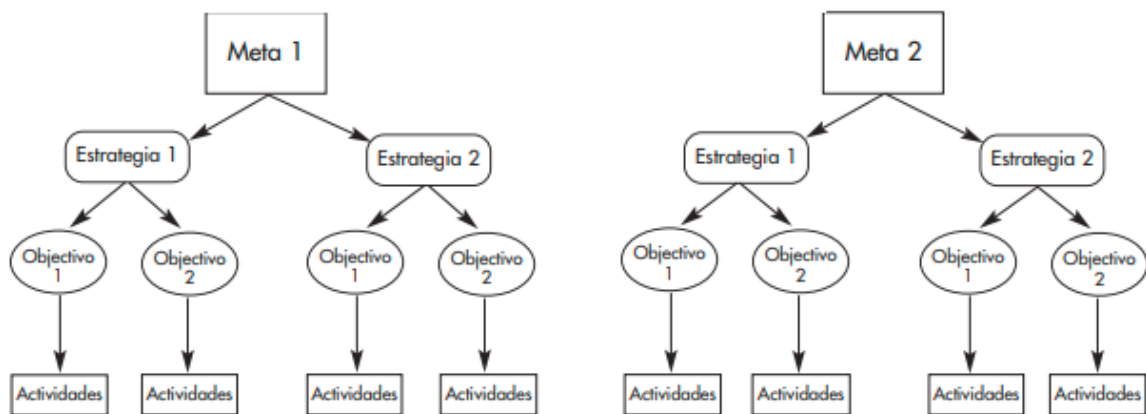 Meta 1
Meta 2
Estrategia 1
Estrategia 2
Estrategia 1
Estrategia 2
Objectivo
1
Objectivo
2
Objectivo
1
Objectivo
2
Objectivo
1
Objectivo
2
Objectivo
1
Objectivo
2
Actividades
Actividades
Actividades
Actividades
Actividades
Actividades
Actividades
Actividades